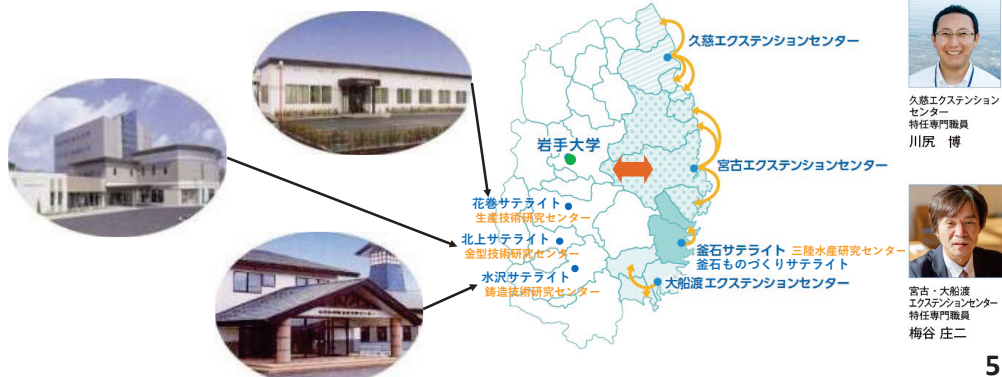 久慈エクステンションセンター
岩手大学
宮古エクステンションセンター
花巻サテライト
生産技術研究センター
北上サテライト
金型技術研究センター
水沢サテライト
鋳造技術研究センター
釜石サテライト 三陸水産研究センター
釜石ものづくりサテライト
大船渡エクステンションセンター
久慈エクステンション
センター
特任専門職員
川尻 博
宮古・大船渡
エクステンションセンター
特任専門職員
梅谷 庄二
5